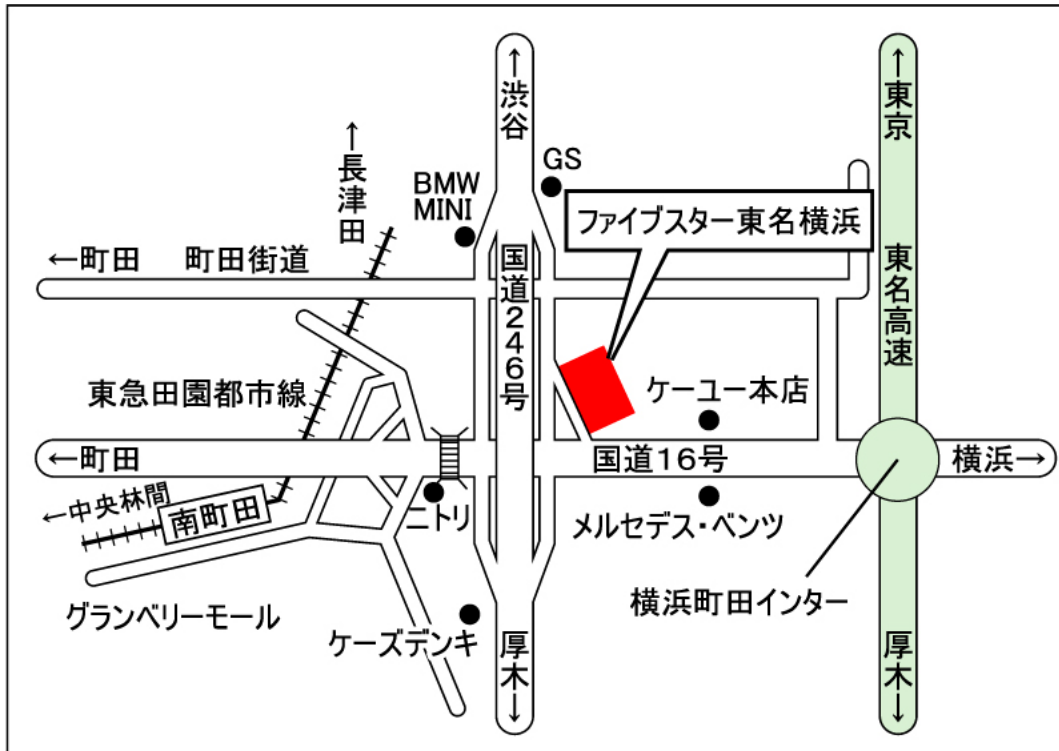 ↑渋谷
↑東京
↑長津田
BMW
MINI
GS
ファイブスター東名横浜
←町田
町田街道
国道246号
東名高速
東急田園都市線
ケーユー本店
←町田
国道16号
横浜→
←中央林間
南町田
ニトリ
メルセデス・ベンツ
グランベリーモール
ケーズデンキ
横浜町田インター
厚木↓
厚木↓